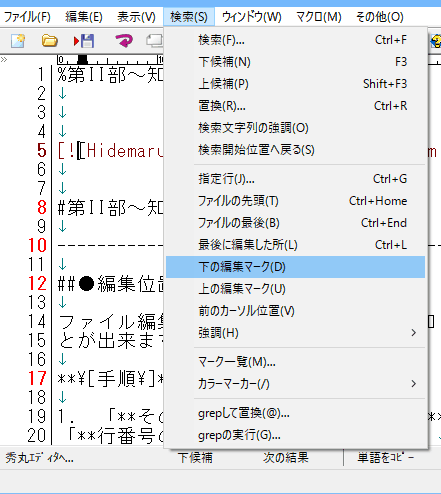 ファイル(F) 編集(E) 表示(V) 検索(S) ウィンドウ(W) マクロ(M) その他(O)
検索(F)... Ctrl+F
下候補(N) F3
上候補(P) Shift+F3
置換(R)... Ctrl+R
検索文字列の強調(O)
検索開始位置へ戻る(S)
指定行(J)... Ctrl+G
ファイルの先頭(T) Ctrl+Home
ファイルの最後(B) Ctrl+End
最後に編集した所(L) Ctrl+L
下の編集マーク(D)
上の編集マーク(U)
前のカーソル位置(V)
強調(H)
マーク一覧(M)...
カラーマーカー(/)
grepして置換(@)...
grepの実行(G)...
0
1 %第II部～知
2 ↓
3 ↓
4 ↓
5 [![Hidemaru
6 ↓
7 ↓
8 #第II部～知
9 ↓
10 ---------
11 ↓
12 ##●編集位置
13 ↓
14 ファイル編集
15 とが出来ます
16 ↓
17 **¥[手順¥]*
18 ↓
19 1. 「**その
20 「**行番号の
秀丸エディタへ... 下候補 次の結果 単語をコピー